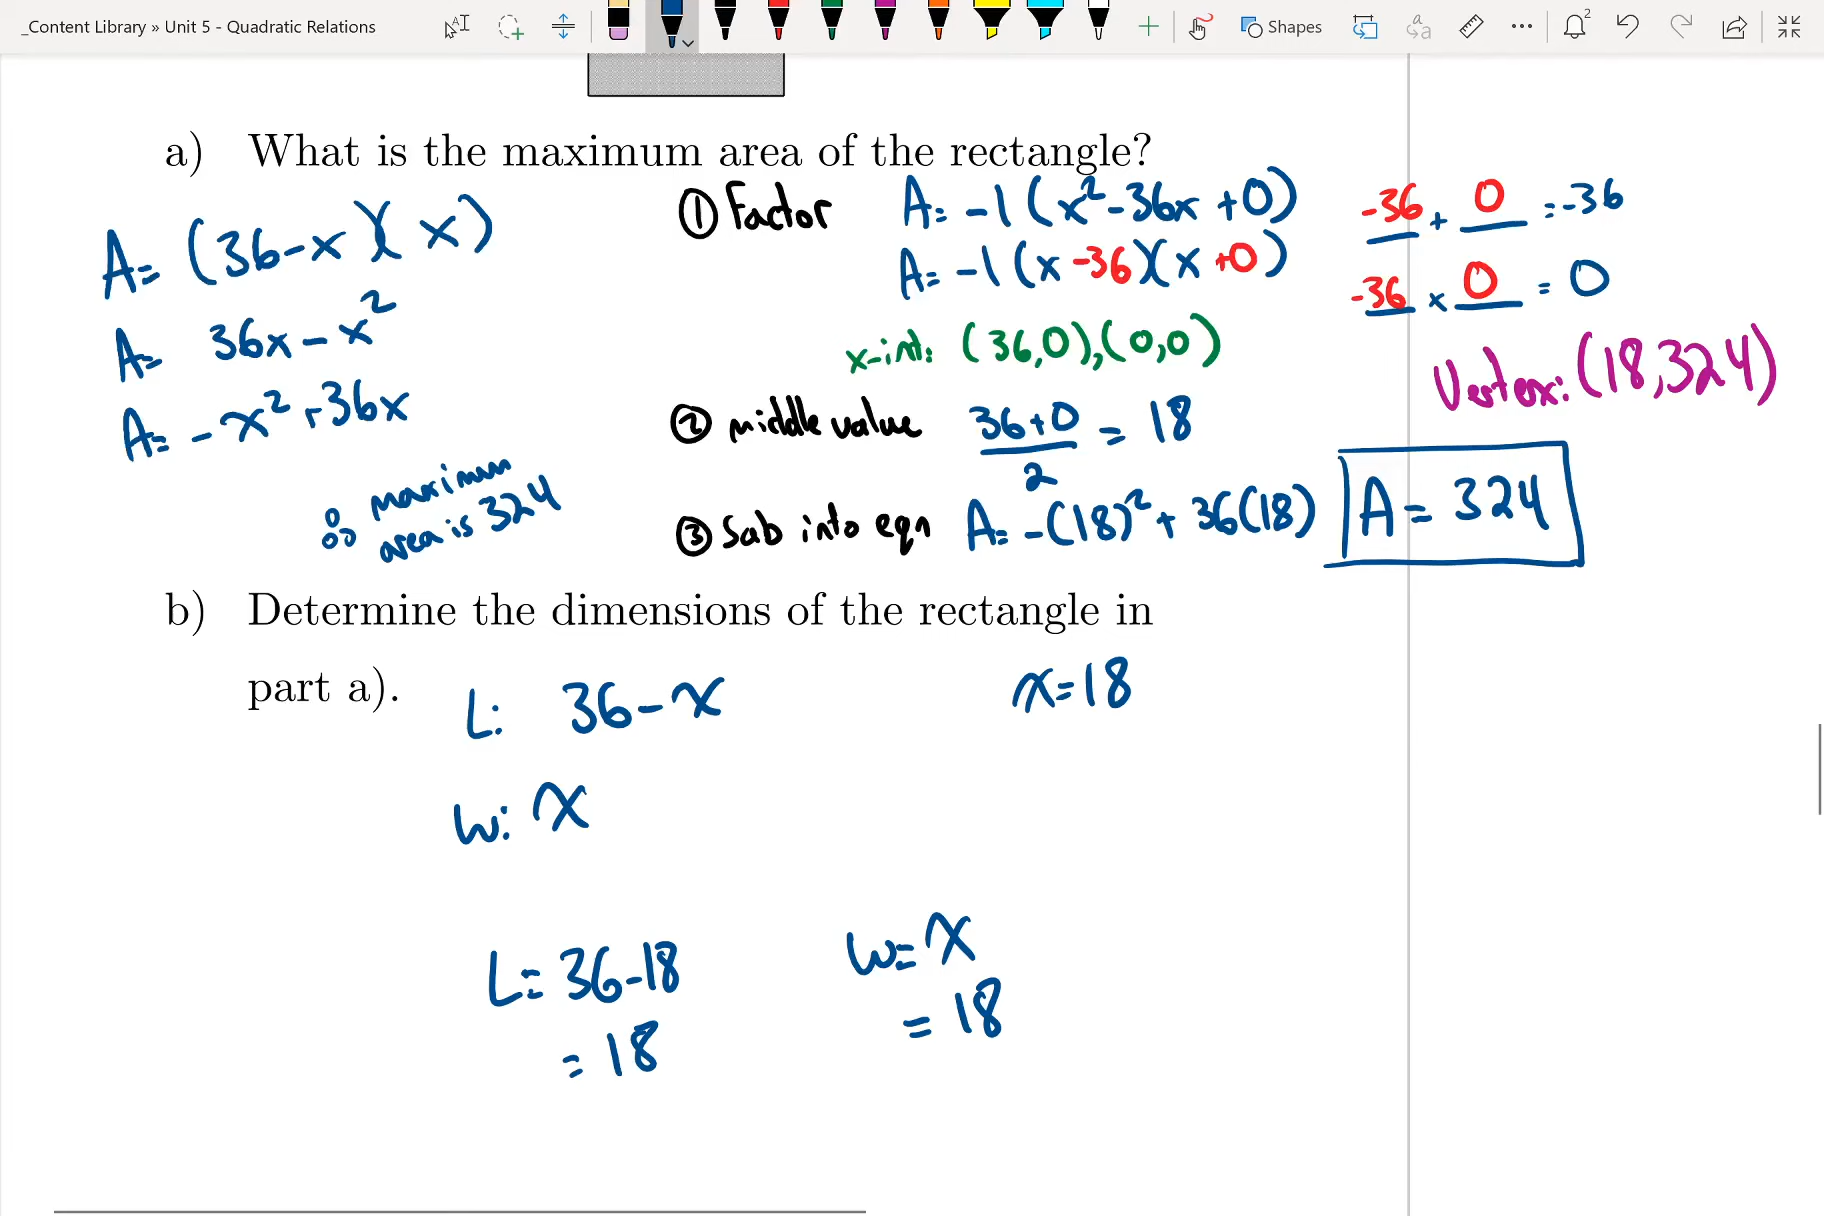 _Content Library » Unit 5 - Quadratic Relations
Shapes
2
a) What is the maximum area of the rectangle?
A= (36-x)(x)
A= 36x-x²
A= -x²+36x
∴ maximum
area is 324
① Factor A= -1(x²-36x+0)
A= -1(x-36)(x+0)
x-int: (36,0),(0,0)
② middle value 36+0/2 = 18
③ Sub into eqn A= -(18)²+36(18)
A= 324
-36 + 0 = -36
-36 x 0 = 0
Vertex: (18,324)
b) Determine the dimensions of the rectangle in
part a).
L: 36-x
x=18
w: x
L= 36-18
= 18
w= x
= 18